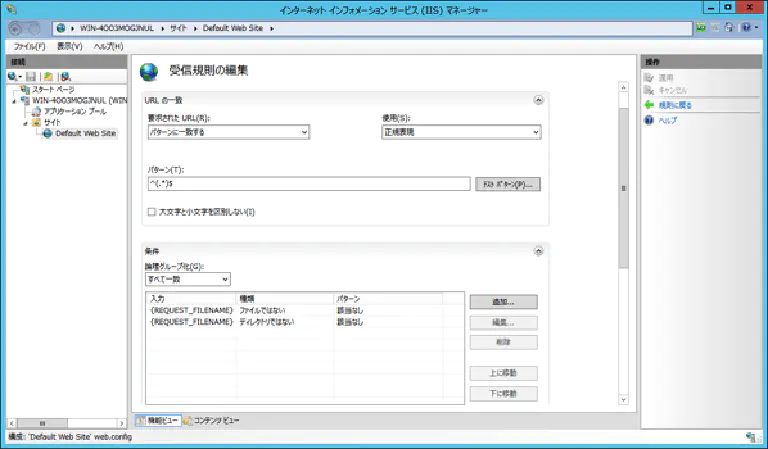 インターネット インフォメーション サービス (IIS) マネージャー
WIN-4OO3M0GJNUL ▸ サイト ▸ Default Web Site ▸
ファイル(F) 表示(V) ヘルプ(H)
接続
スタート ページ
WIN-4OO3M0GJNUL (WIN
アプリケーション プール
サイト
Default Web Site
受信規則の編集
URL の一致
要求された URL(R):
使用(S):
パターンに一致する
正規表現
パターン(T):
^(.*)$
テスト パターン(P)...
大文字と小文字を区別しない(I)
条件
論理グループ化(G):
すべて一致
入力 種類 パターン
{REQUEST_FILENAME} ファイルではない 該当なし
{REQUEST_FILENAME} ディレクトリではない 該当なし
追加...
編集...
削除
上に移動
下に移動
機能ビュー コンテンツ ビュー
操作
適用
キャンセル
規則に戻る
ヘルプ
構成: 'Default Web Site' web.config